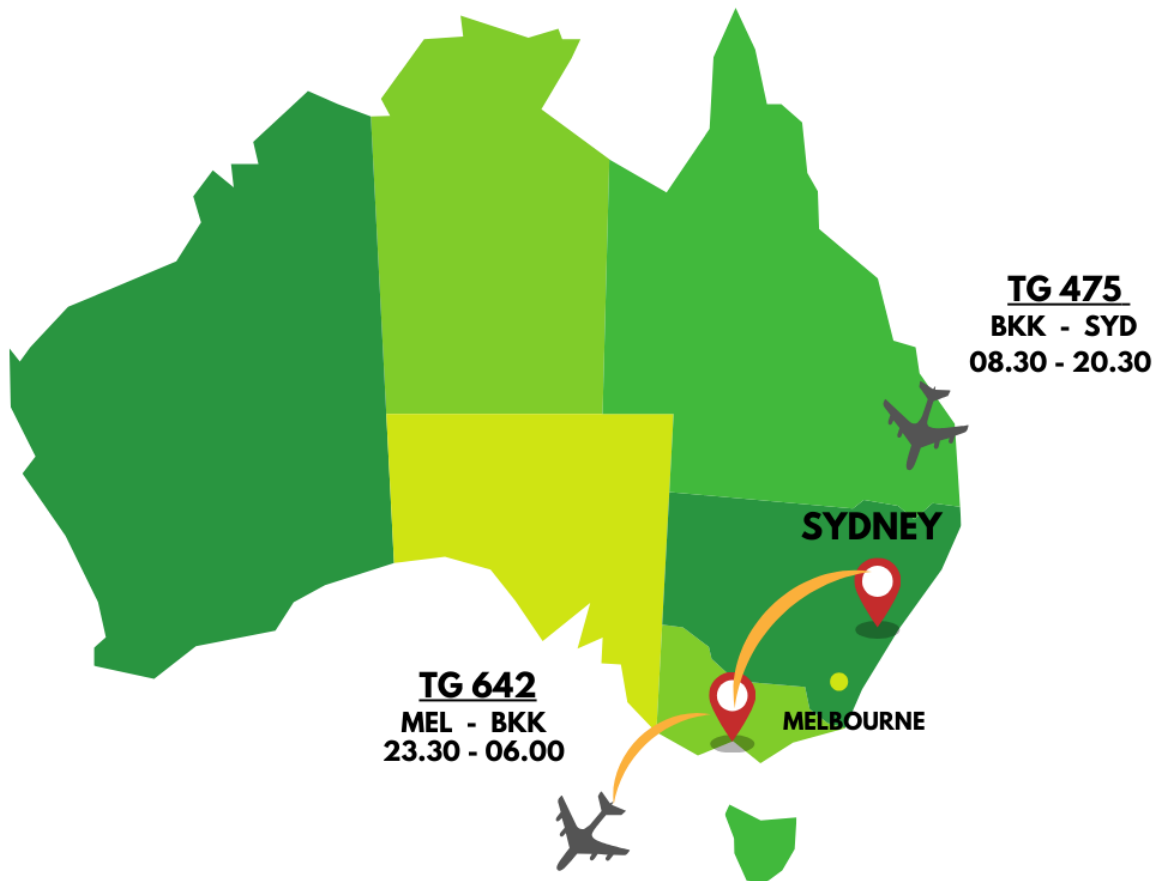 TG 475
BKK - SYD
08.30 - 20.30
SYDNEY
TG 642
MEL - BKK
23.30 - 06.00
MELBOURNE